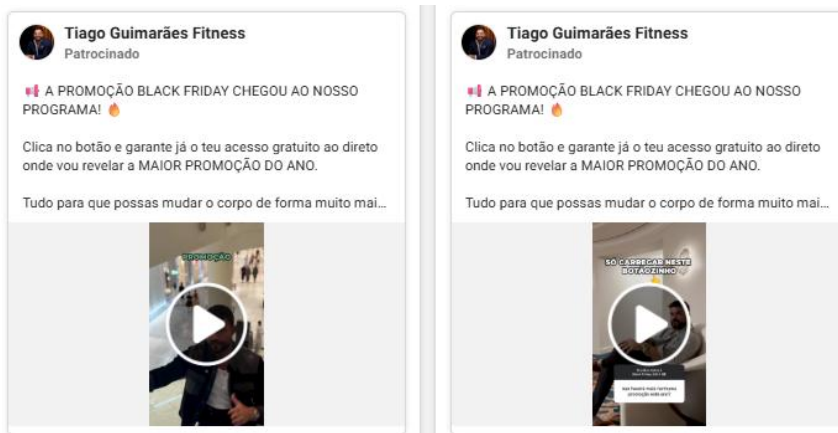 Tiago Guimarães Fitness
Patrocinado
📢 A PROMOÇÃO BLACK FRIDAY CHEGOU AO NOSSO
PROGRAMA! 🔥
Clica no botão e garante já o teu acesso gratuito ao direto
onde vou revelar a MAIOR PROMOÇÃO DO ANO.
Tudo para que possas mudar o corpo de forma muito mai...
PROMOÇÃO
Tiago Guimarães Fitness
Patrocinado
📢 A PROMOÇÃO BLACK FRIDAY CHEGOU AO NOSSO
PROGRAMA! 🔥
Clica no botão e garante já o teu acesso gratuito ao direto
onde vou revelar a MAIOR PROMOÇÃO DO ANO.
Tudo para que possas mudar o corpo de forma muito mai...
SÓ CARREGAR NESTE
BOTÃOZINHO